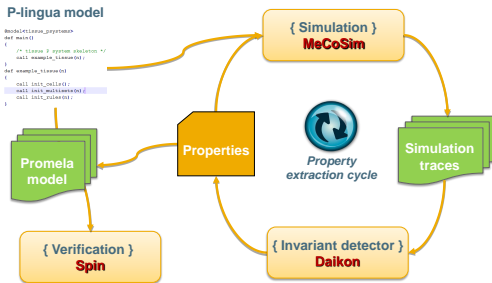 P-lingua model
@model<tissue_psystems>
def main()
{
/* tissue P system skeleton */
call example_tissue(n);
}
def example_tissue(n)
{
call init_cells();
call init_multisets(n);
call init_rules(n);
}
{ Simulation }
MeCoSim
Promela
model
Properties
Property
extraction cycle
Simulation
traces
{ Verification }
Spin
{ Invariant detector }
Daikon